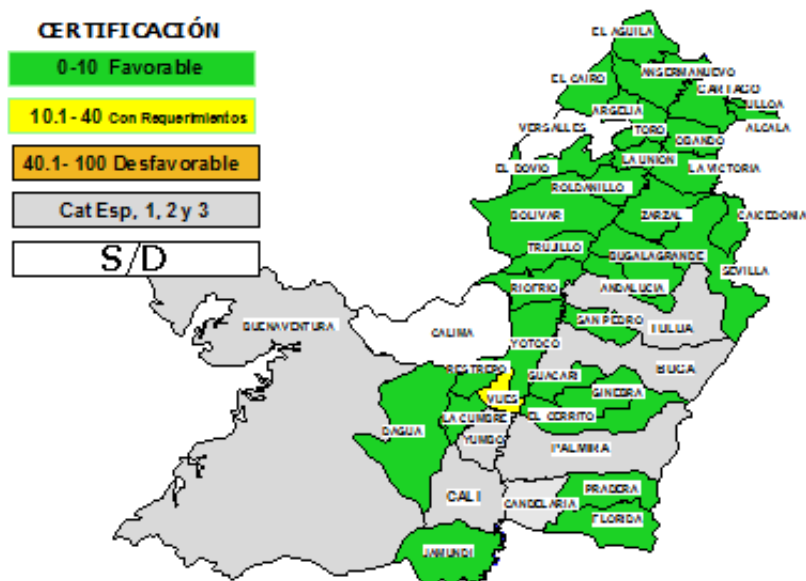 CERTIFICACIÓN
0-10 Favorable
10.1- 40 Con Requerimientos
40.1- 100 Desfavorable
Cat Esp, 1, 2 y 3
S/D
EL AGUILA
ANSERMANUEVO
EL CAIRO
CARTAGO
ULLOA
ARGELIA
ALCALA
VERSALLES
TORO
OBANDO
LA UNION
EL DOVIO
LA VICTORIA
ROLDANILLO
BOLIVAR
ZARZAL
CAICEDONIA
TRUJILLO
BUGALAGRANDE
SEVILLA
RIOFRIO
ANDALUCIA
SAN PEDRO
TULUA
BUENAVENTURA
CALIMA
YOTOCO
RESTREPO
GUACARI
BUGA
VIJES
GINEBRA
LA CUMBRE
EL CERRITO
DAGUA
YUMBO
PALMIRA
CALI
CANDELARIA
PRADERA
FLORIDA
JAMUNDI